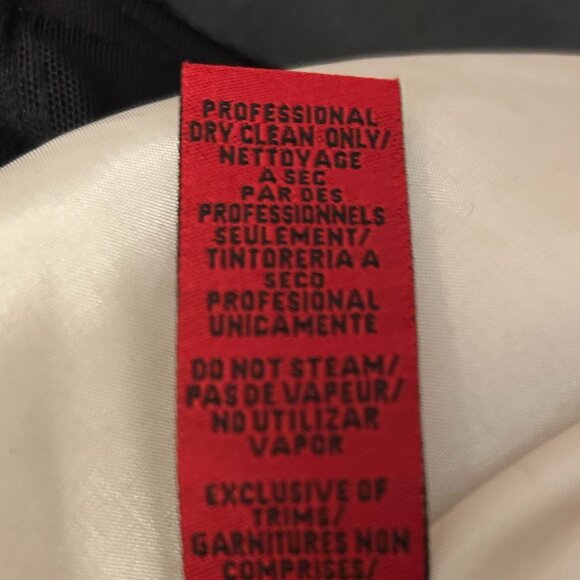 PROFESSIONAL
DRY CLEAN ONLY/
NETTOYAGE
A SEC
PAR DES
PROFESSIONNELS
SEULEMENT/
TINTORERIA A
SECO
PROFESIONAL
UNICAMENTE
DO NOT STEAM/
PAS DE VAPEUR/
NO UTILIZAR
VAPOR
EXCLUSIVE OF
TRIMS/
GARNITURES NON
COMPRISES/